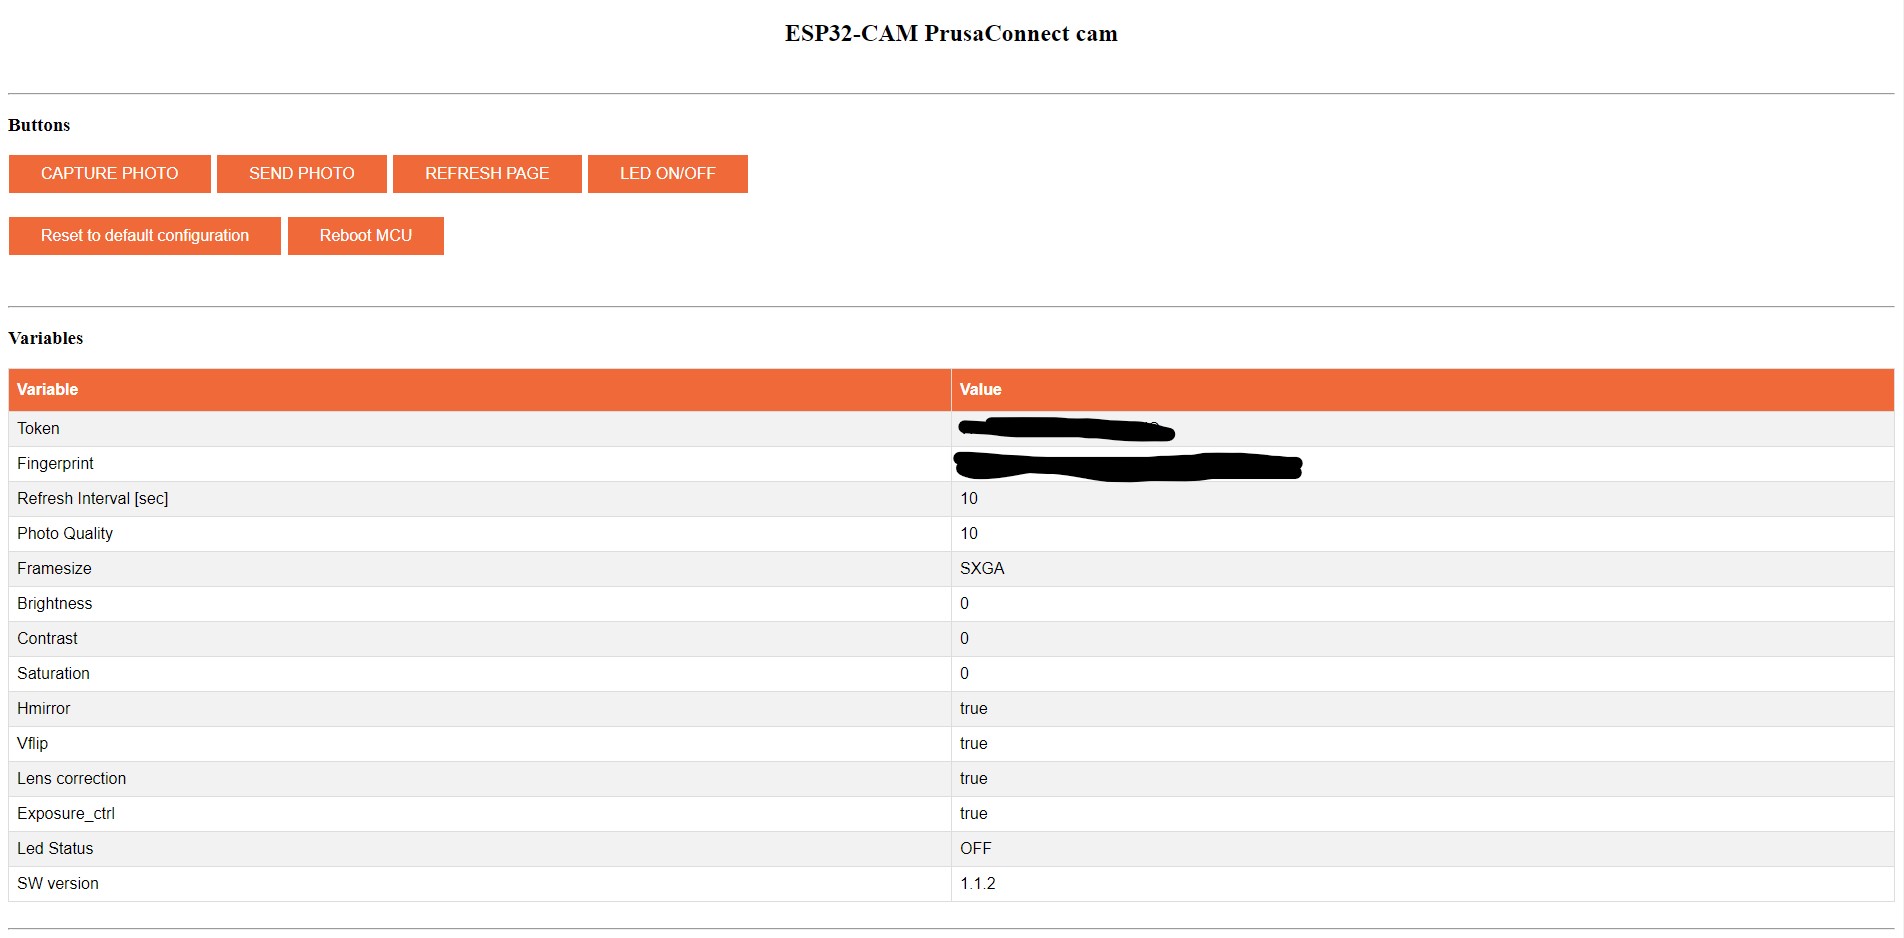 ESP32-CAM PrusaConnect cam
Buttons
CAPTURE PHOTO SEND PHOTO REFRESH PAGE LED ON/OFF
Reset to default configuration Reboot MCU
Variables
Variable Value
Token
Fingerprint
Refresh Interval [sec] 10
Photo Quality 10
Framesize SXGA
Brightness 0
Contrast 0
Saturation 0
Hmirror true
Vflip true
Lens correction true
Exposure_ctrl true
Led Status OFF
SW version 1.1.2